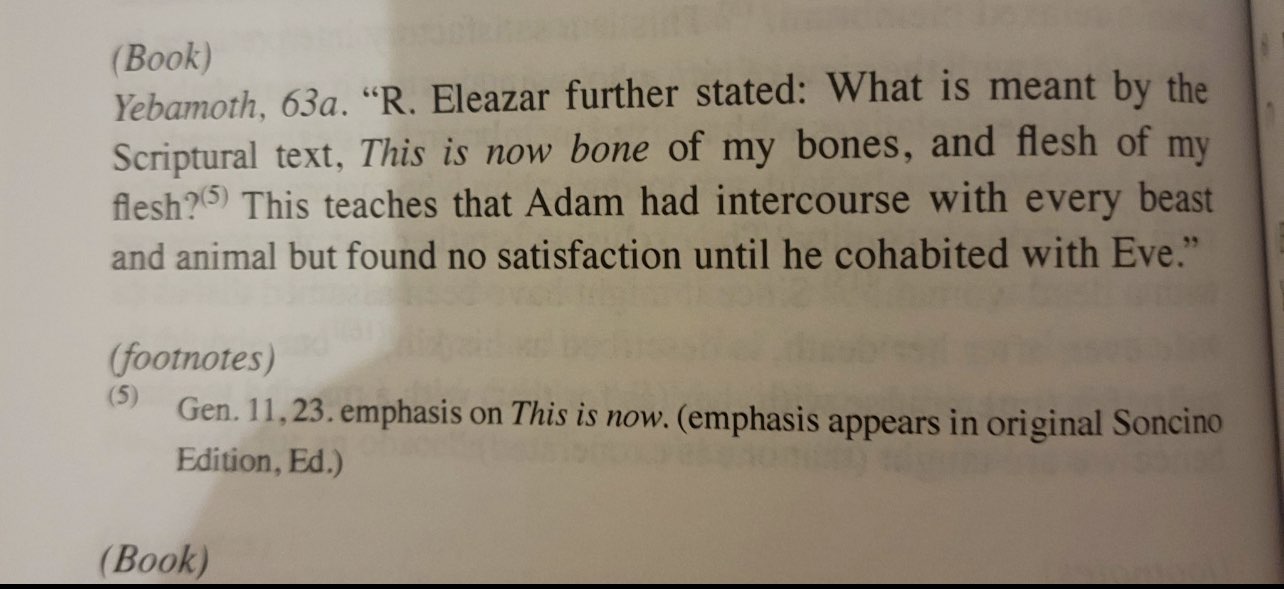 (Book)
Yebamoth, 63a. “R. Eleazar further stated: What is meant by the
Scriptural text, This is now bone of my bones, and flesh of my
flesh?(5) This teaches that Adam had intercourse with every beast
and animal but found no satisfaction until he cohabited with Eve.”
(footnotes)
(5) Gen. 11, 23. emphasis on This is now. (emphasis appears in original Soncino
Edition, Ed.)
(Book)